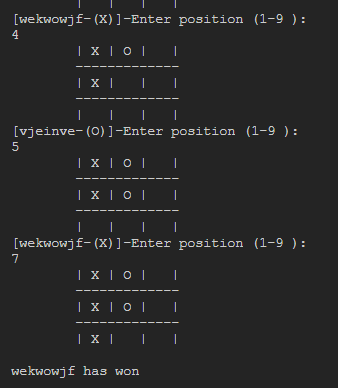 |   |   |   |
[wekwowjf-(X)]-Enter position (1-9 ):
4
| X | O |   |
-------------
| X |   |   |
-------------
|   |   |   |
[vjeinve-(O)]-Enter position (1-9 ):
5
| X | O |   |
-------------
| X | O |   |
-------------
|   |   |   |
[wekwowjf-(X)]-Enter position (1-9 ):
7
| X | O |   |
-------------
| X | O |   |
-------------
| X |   |   |
wekwowjf has won